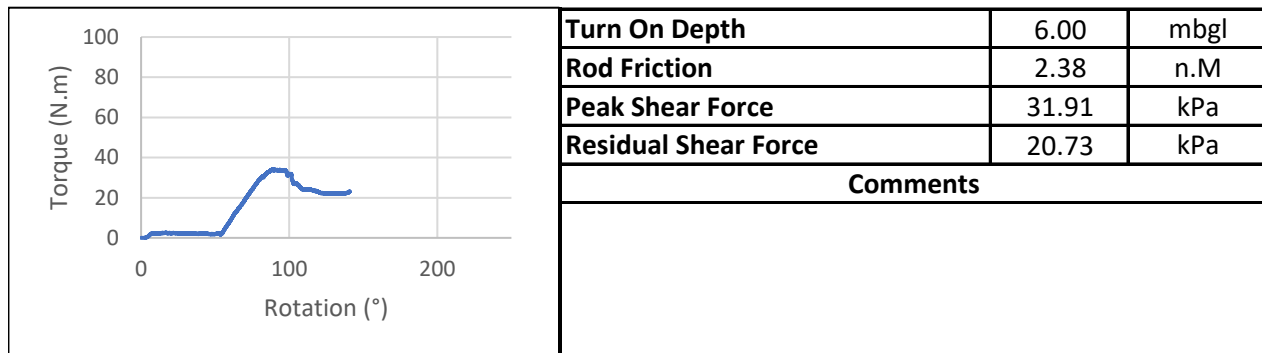 100
80
60
40
20
0
Torque (N.m)
0 100 200
Rotation (°)
Turn On Depth 6.00 mbgl
Rod Friction 2.38 n.M
Peak Shear Force 31.91 kPa
Residual Shear Force 20.73 kPa
Comments